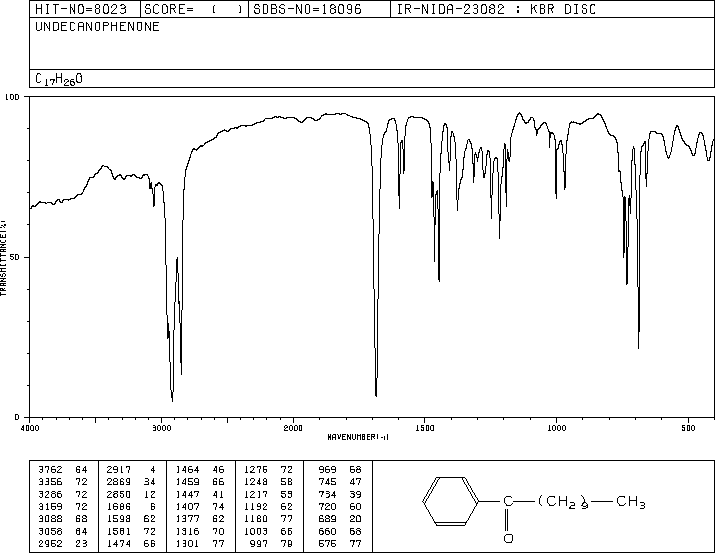 HIT-NO=8023 SCORE= ( ) SDBS-NO=18096 IR-NIDA-23082 : KBR DISC
UNDECANOPHENONE
C17H26O
100
50
0
TRANSMITTANCE(%)
4000 3000 2000 1500 1000 500
WAVENUMBER(-1)
3762 64 2917 4 1464 46 1276 72 969 68
3356 72 2869 34 1459 66 1248 58 745 47
3286 72 2850 12 1447 41 1217 53 734 39
3169 72 1686 6 1407 74 1192 62 720 60
3088 68 1598 62 1377 62 1180 77 689 20
3058 64 1581 72 1316 70 1003 66 660 68
2952 23 1474 66 1301 77 997 79 575 77
C (CH2)9 CH3
O